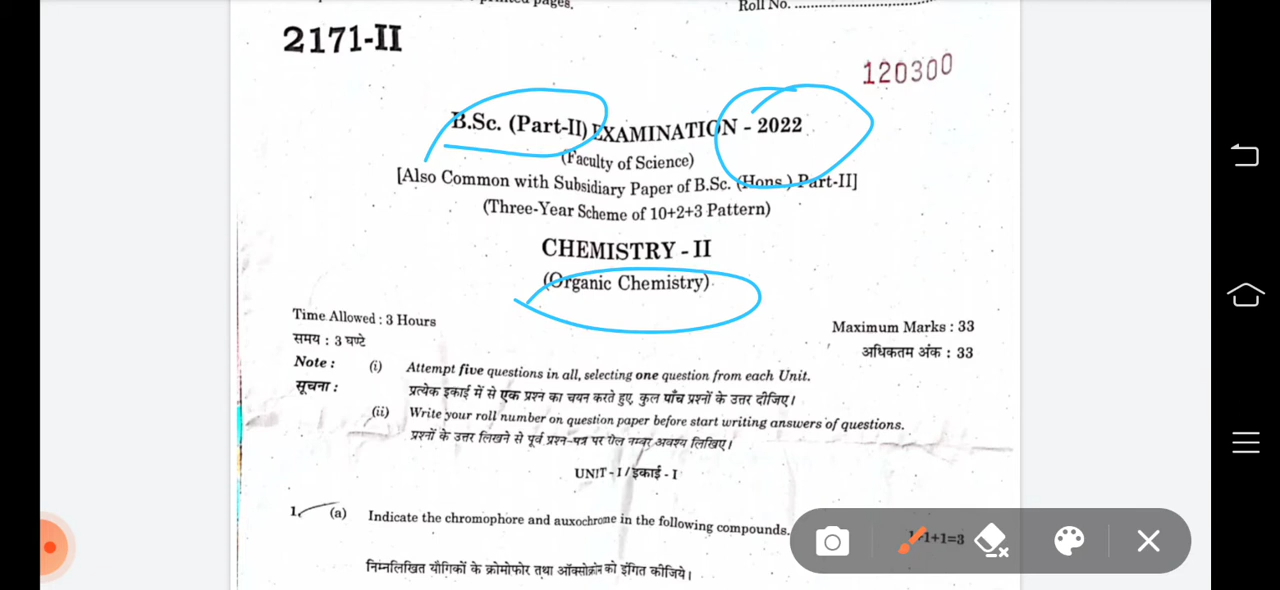 printed pages.
Roll No. ..............................
2171-II
120300
B.Sc. (Part-II) EXAMINATION - 2022
(Faculty of Science)
[Also Common with Subsidiary Paper of B.Sc. (Hons.) Part-II]
(Three-Year Scheme of 10+2+3 Pattern)
CHEMISTRY - II
(Organic Chemistry)
Time Allowed : 3 Hours
Maximum Marks : 33
समय : 3 घण्टे
अधिकतम अंक : 33
Note : (i) Attempt five questions in all, selecting one question from each Unit.
सूचना : प्रत्येक इकाई में से एक प्रश्न का चयन करते हुए, कुल पाँच प्रश्नों के उत्तर दीजिए।
(ii) Write your roll number on question paper before start writing answers of questions.
प्रश्नों के उत्तर लिखने से पूर्व प्रश्न-पत्र पर रोल नम्बर अवश्य लिखिए।
UNIT - I / इकाई - I
1. (a) Indicate the chromophore and auxochrome in the following compounds.
1+1=3
निम्नलिखित यौगिकों के क्रोमोफोर तथा ऑक्सोक्रोम को इंगित कीजिये।